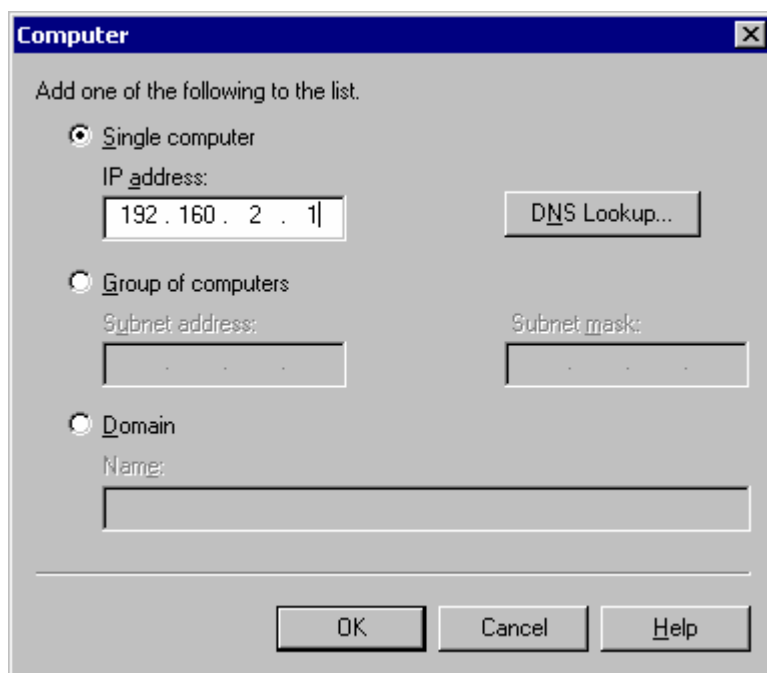 Computer
Add one of the following to the list.
Single computer
IP address:
192 . 160 . 2 . 1
DNS Lookup...
Group of computers
Subnet address: Subnet mask:
. . . . . .
Domain
Name:
OK Cancel Help